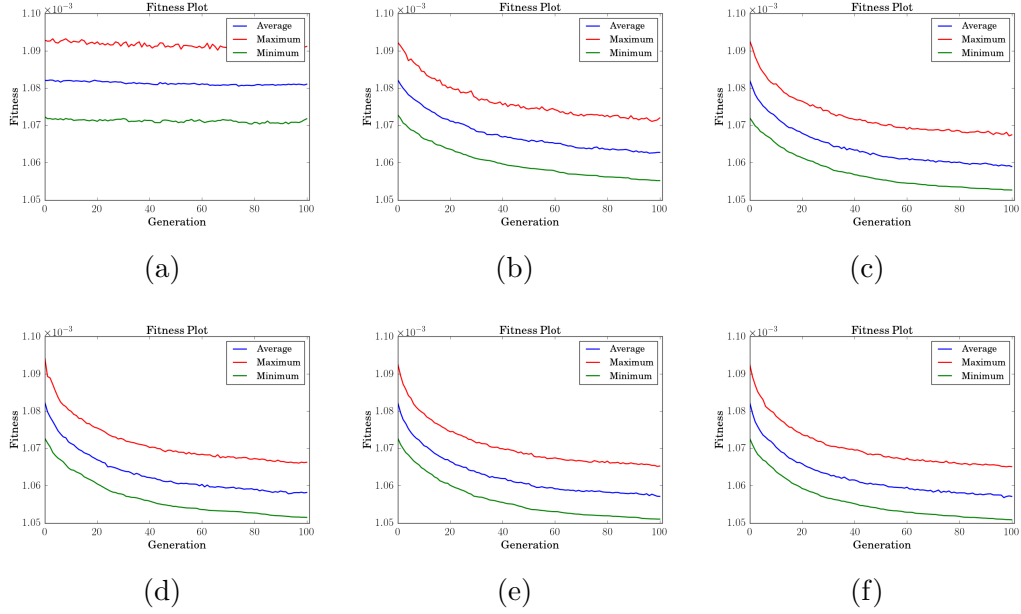 Fitness Plot
×10⁻³
1.10
1.09
1.08
1.07
1.06
1.05
Fitness
0 20 40 60 80 100
Generation
Average
Maximum
Minimum
(a)
Fitness Plot
×10⁻³
1.10
1.09
1.08
1.07
1.06
1.05
Fitness
0 20 40 60 80 100
Generation
Average
Maximum
Minimum
(b)
Fitness Plot
×10⁻³
1.10
1.09
1.08
1.07
1.06
1.05
Fitness
0 20 40 60 80 100
Generation
Average
Maximum
Minimum
(c)
Fitness Plot
×10⁻³
1.10
1.09
1.08
1.07
1.06
1.05
Fitness
0 20 40 60 80 100
Generation
Average
Maximum
Minimum
(d)
Fitness Plot
×10⁻³
1.10
1.09
1.08
1.07
1.06
1.05
Fitness
0 20 40 60 80 100
Generation
Average
Maximum
Minimum
(e)
Fitness Plot
×10⁻³
1.10
1.09
1.08
1.07
1.06
1.05
Fitness
0 20 40 60 80 100
Generation
Average
Maximum
Minimum
(f)